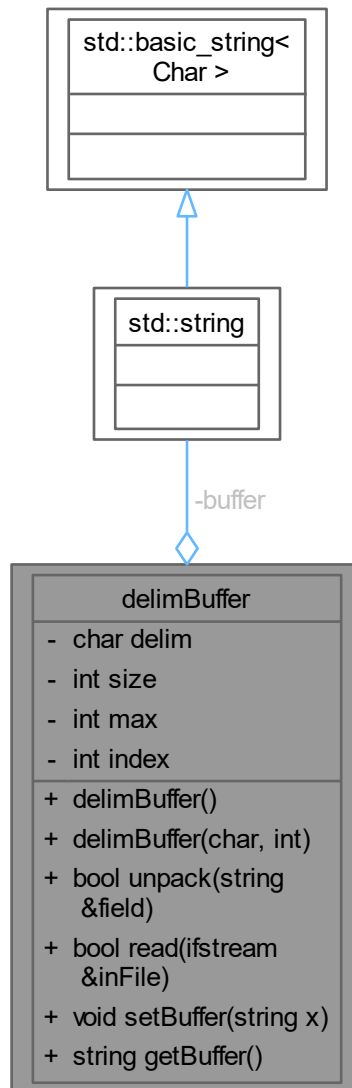 std::basic_string<
Char >
std::string
-buffer
delimBuffer
- char delim
- int size
- int max
- int index
+ delimBuffer()
+ delimBuffer(char, int)
+ bool unpack(string
&field)
+ bool read(ifstream
&inFile)
+ void setBuffer(string x)
+ string getBuffer()